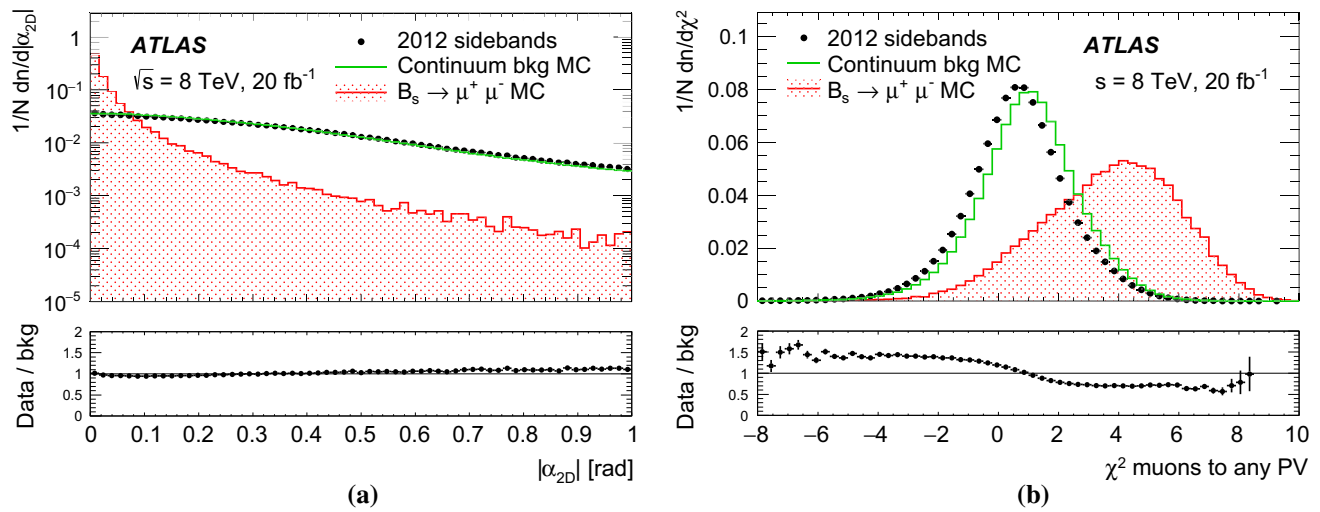 1/N dn/d|α2D|
1
10⁻¹
10⁻²
10⁻³
10⁻⁴
10⁻⁵
ATLAS
√s = 8 TeV, 20 fb⁻¹
2012 sidebands
Continuum bkg MC
Bs → μ⁺ μ⁻ MC
Data / bkg
2
1.5
1
0.5
0
0 0.1 0.2 0.3 0.4 0.5 0.6 0.7 0.8 0.9 1
|α2D| [rad]
(a)
1/N dn/dχ²
0.1
0.08
0.06
0.04
0.02
0
2012 sidebands
Continuum bkg MC
Bs → μ⁺ μ⁻ MC
ATLAS
s = 8 TeV, 20 fb⁻¹
Data / bkg
2
1.5
1
0.5
0
−8 −6 −4 −2 0 2 4 6 8 10
χ² muons to any PV
(b)